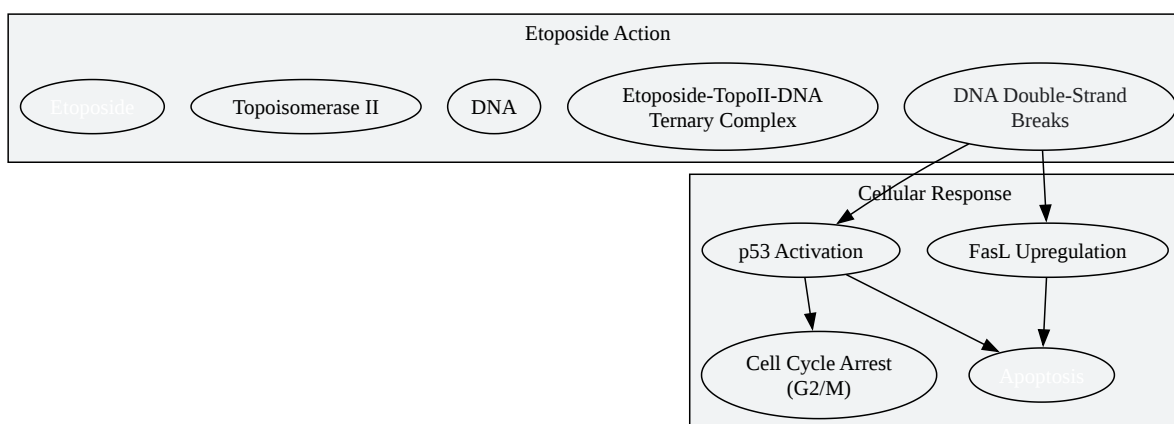 Etoposide Action
Etoposide
Topoisomerase II
DNA
Etoposide-TopoII-DNA
Ternary Complex
DNA Double-Strand
Breaks
Cellular Response
p53 Activation
FasL Upregulation
Cell Cycle Arrest
(G2/M)
Apoptosis